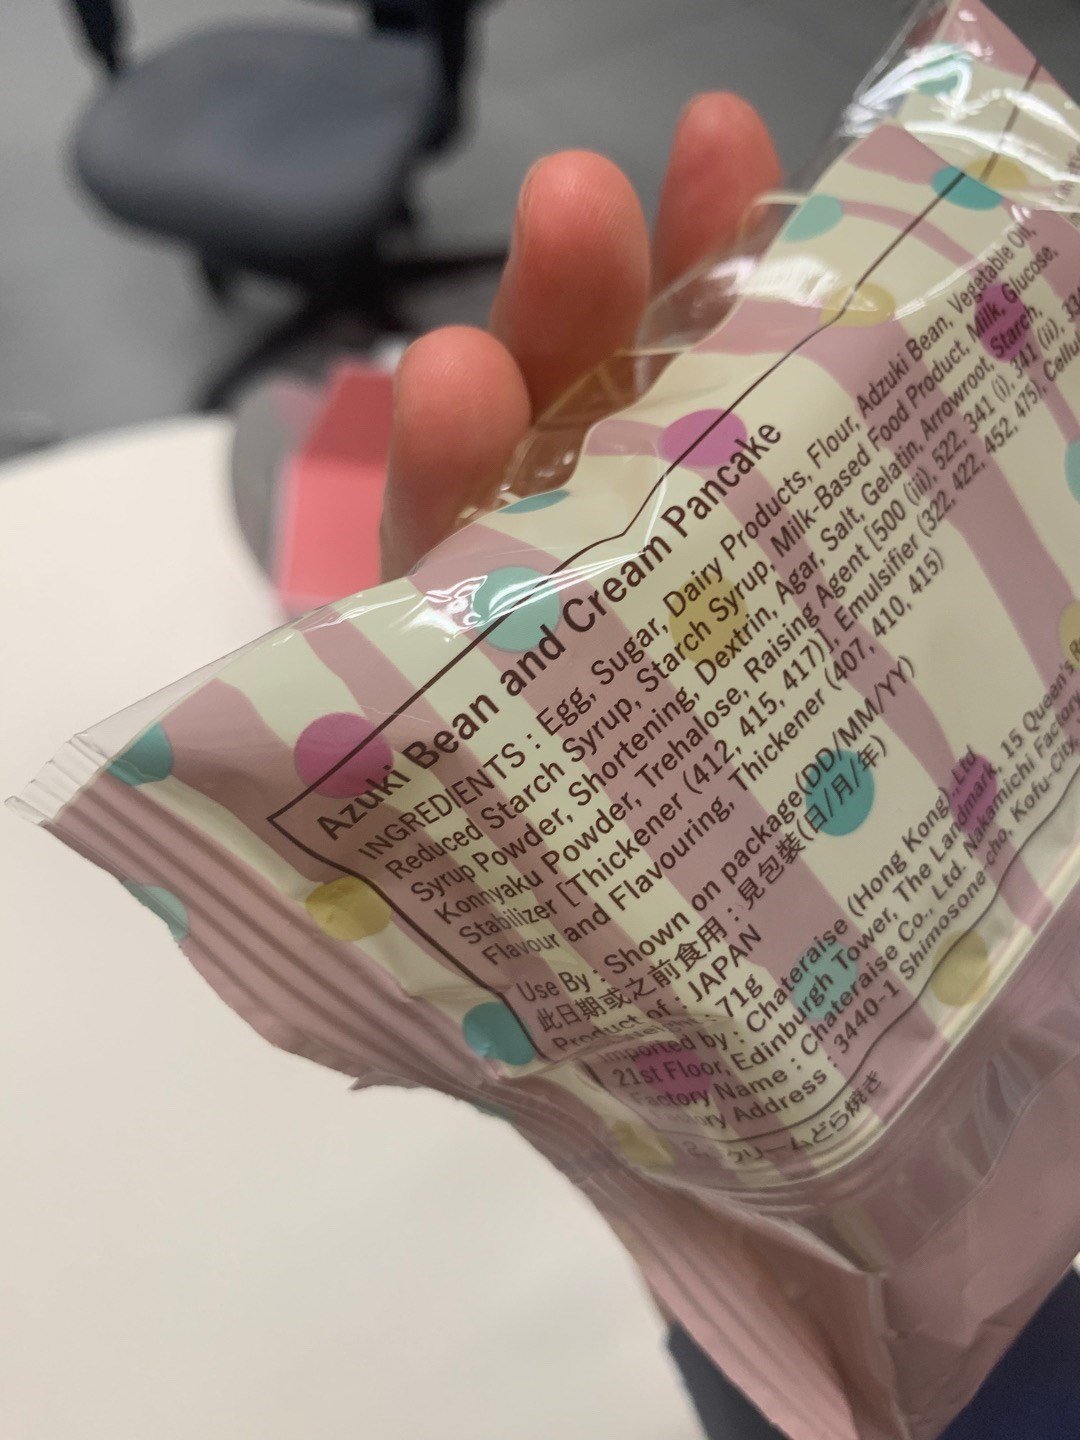 Azuki Bean and Cream Pancake
INGREDIENTS : Egg, Sugar, Dairy Products, Flour, Adzuki Bean, Vegetable Oil,
Reduced Starch Syrup, Starch Syrup, Milk-Based Food Product, Milk, Glucose,
Syrup Powder, Shortening, Dextrin, Agar, Salt, Gelatin, Arrowroot, Starch,
Konnyaku Powder, Trehalose, Raising Agent [500 (iii), 522, 341 (i), 341 (ii),
Stabilizer [Thickener (412, 415, 417)], Emulsifier (322, 422, 452, 475),
Flavour and Flavouring, Thickener (407, 410, 415)
Use By : Shown on package(DD/MM/YY)
此日期或之前食用 : 見包裝(日/月/年)
Product of : JAPAN
: 71g
Imported by : Chateraise (Hong Kong)., Ltd
21st Floor, Edinburgh Tower, The Landmark, 15 Queen's
Factory Name : Chateraise Co., Ltd. Nakamichi Factory
Address : 3440-1 Shimosone-cho, Kofu-City,
クリームどら焼き